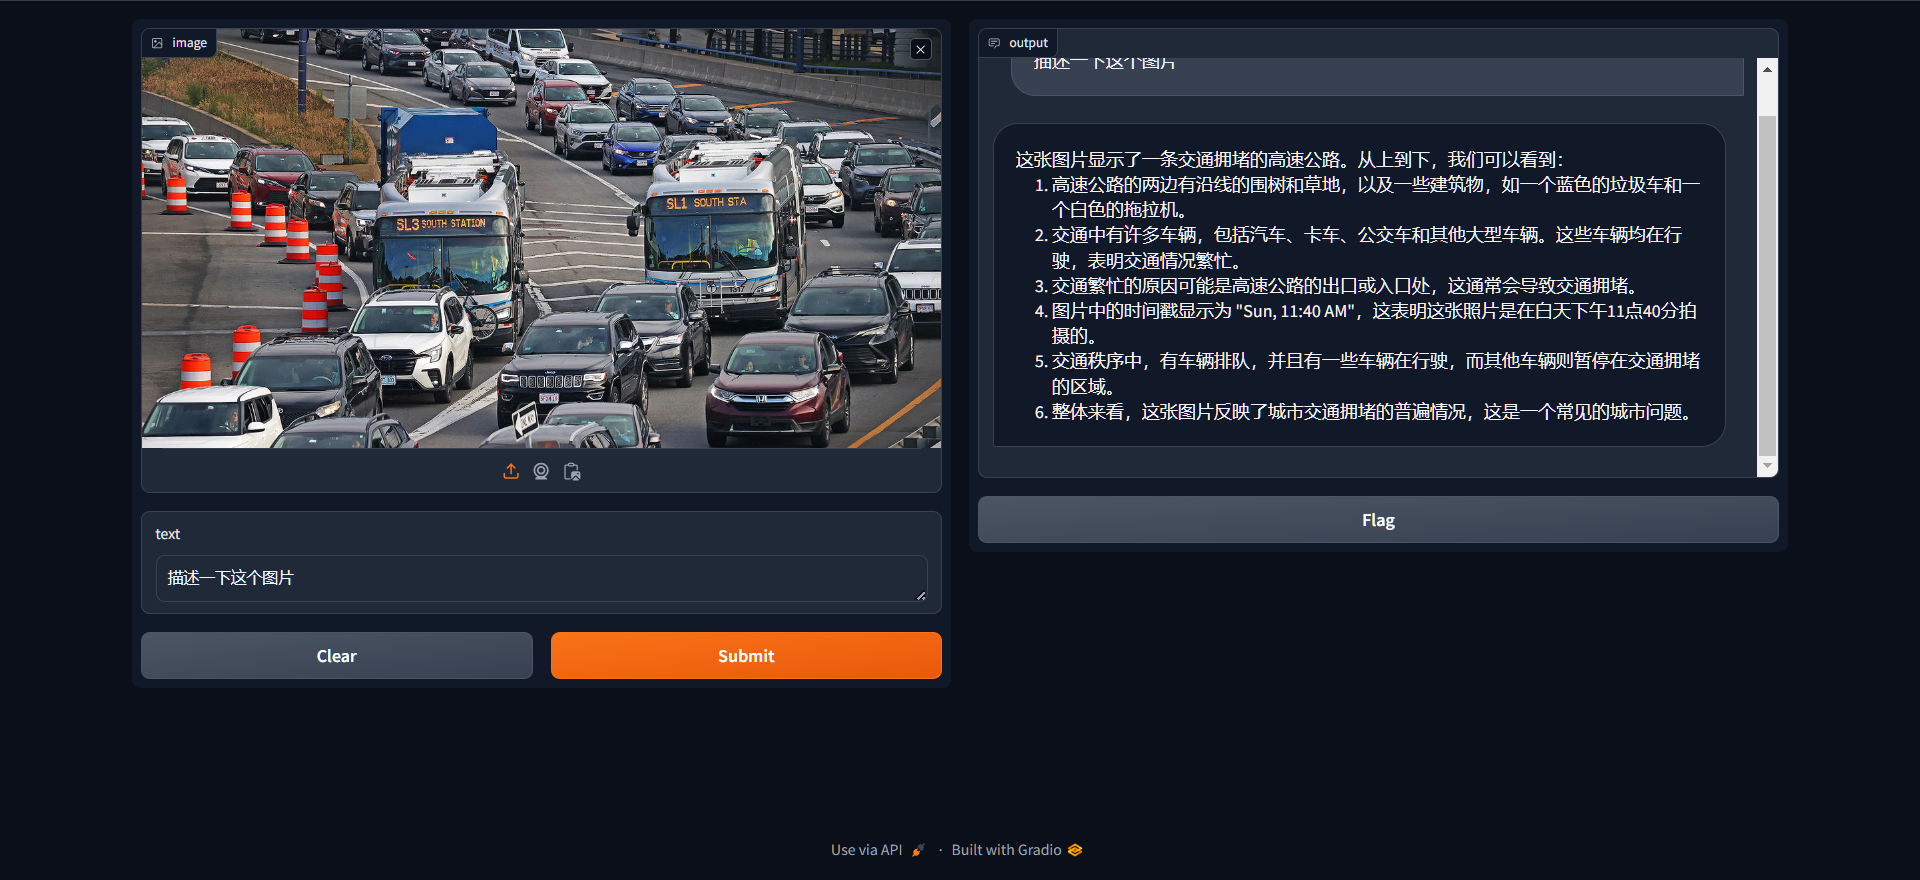 image
SL3 SOUTH STATION
SL1 SOUTH STA
1317
Jeep
text
描述一下这个图片
Clear
Submit
output
描述一下这个图片
这张图片显示了一条交通拥堵的高速公路。从上到下，我们可以看到：
1. 高速公路的两边有沿线的围树和草地，以及一些建筑物，如一个蓝色的垃圾车和一
个白色的拖拉机。
2. 交通中有许多车辆，包括汽车、卡车、公交车和其他大型车辆。这些车辆均在行
驶，表明交通情况繁忙。
3. 交通繁忙的原因可能是高速公路的出口或入口处，这通常会导致交通拥堵。
4. 图片中的时间戳显示为 "Sun, 11:40 AM"，这表明这张照片是在白天下午11点40分拍
摄的。
5. 交通秩序中，有车辆排队，并且有一些车辆在行驶，而其他车辆则暂停在交通拥堵
的区域。
6. 整体来看，这张图片反映了城市交通拥堵的普遍情况，这是一个常见的城市问题。
Flag
Use via API · Built with Gradio